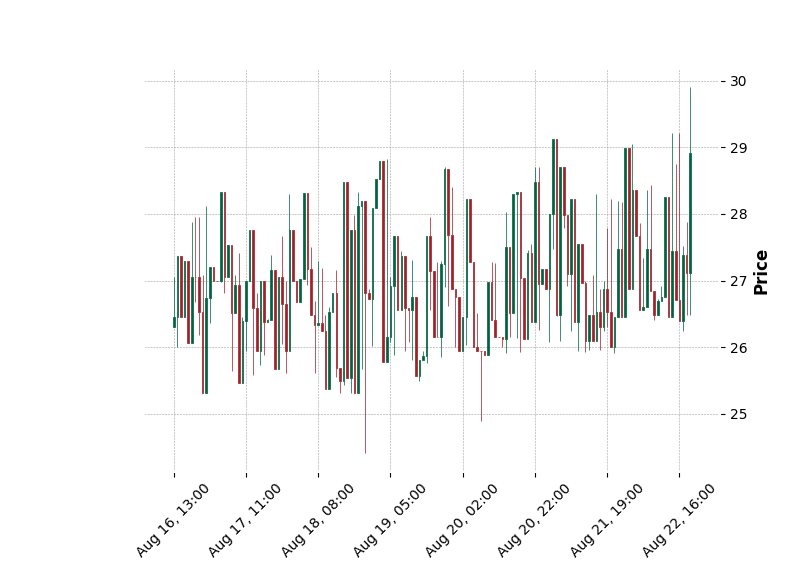 30
29
28
27
26
25
Price
Aug 16, 13:00
Aug 17, 11:00
Aug 18, 08:00
Aug 19, 05:00
Aug 20, 02:00
Aug 20, 22:00
Aug 21, 19:00
Aug 22, 16:00